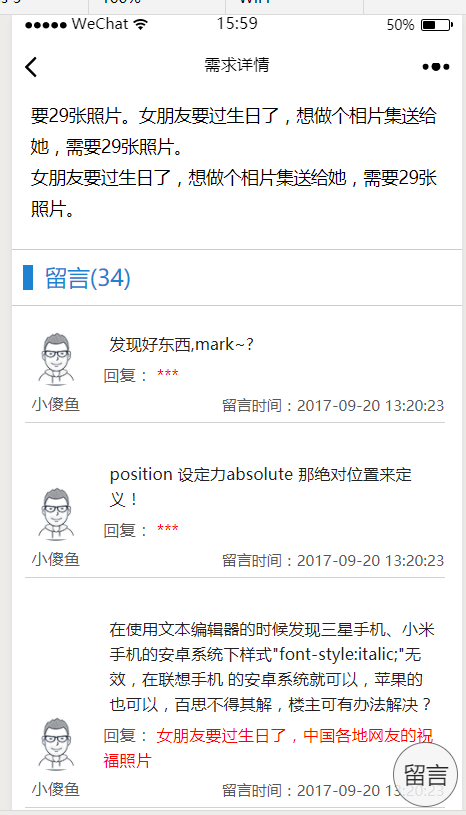 WeChat
15:59
50%
需求详情
要29张照片。女朋友要过生日了，想做个相片集送给
她，需要29张照片。
女朋友要过生日了，想做个相片集送给她，需要29张
照片。
留言(34)
发现好东西,mark~?
回复： ***
小傻鱼
留言时间：2017-09-20 13:20:23
position 设定力absolute 那绝对位置来定
义！
回复： ***
小傻鱼
留言时间：2017-09-20 13:20:23
在使用文本编辑器的时候发现三星手机、小米
手机的安卓系统下样式"font-style:italic;"无
效，在联想手机 的安卓系统就可以，苹果的
也可以，百思不得其解，楼主可有办法解决？
回复： 女朋友要过生日了，中国各地网友的祝
福照片
留言
小傻鱼
留言时间：2017-09-20 13:20:23